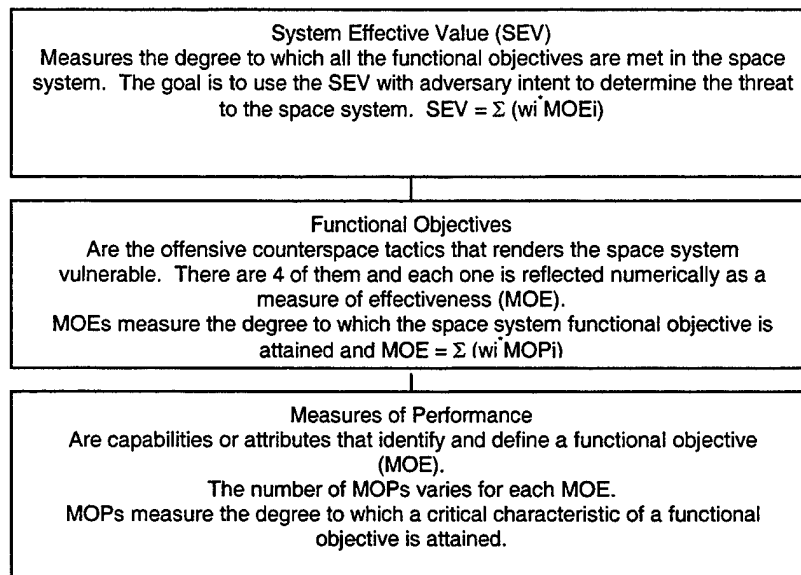 System Effective Value (SEV)
Measures the degree to which all the functional objectives are met in the space
system. The goal is to use the SEV with adversary intent to determine the threat
to the space system. SEV = Σ (wi*MOEi)
Functional Objectives
Are the offensive counterspace tactics that renders the space system
vulnerable. There are 4 of them and each one is reflected numerically as a
measure of effectiveness (MOE).
MOEs measure the degree to which the space system functional objective is
attained and MOE = Σ (wi*MOPi)
Measures of Performance
Are capabilities or attributes that identify and define a functional objective
(MOE).
The number of MOPs varies for each MOE.
MOPs measure the degree to which a critical characteristic of a functional
objective is attained.